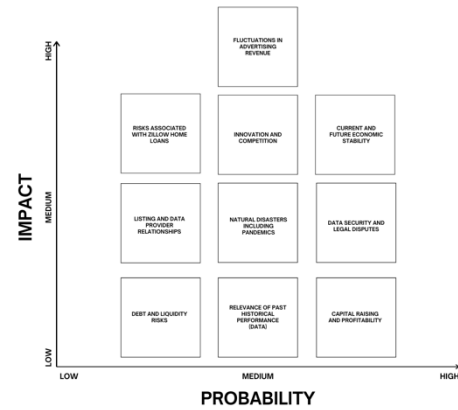 FLUCTUATIONS IN
ADVERTISING
REVENUE
HIGH
RISKS ASSOCIATED
WITH ZILLOW HOME
LOANS
INNOVATION AND
COMPETITION
CURRENT AND
FUTURE ECONOMIC
STABILITY
IMPACT
MEDIUM
LISTING AND DATA
PROVIDER
RELATIONSHIPS
NATURAL DISASTERS
INCLUDING
PANDEMICS
DATA SECURITY AND
LEGAL DISPUTES
DEBT AND LIQUIDITY
RISKS
RELEVANCE OF PAST
HISTORICAL
PERFORMANCE
(DATA)
CAPITAL RAISING
AND PROFITABILITY
LOW
LOW
MEDIUM
HIGH
PROBABILITY